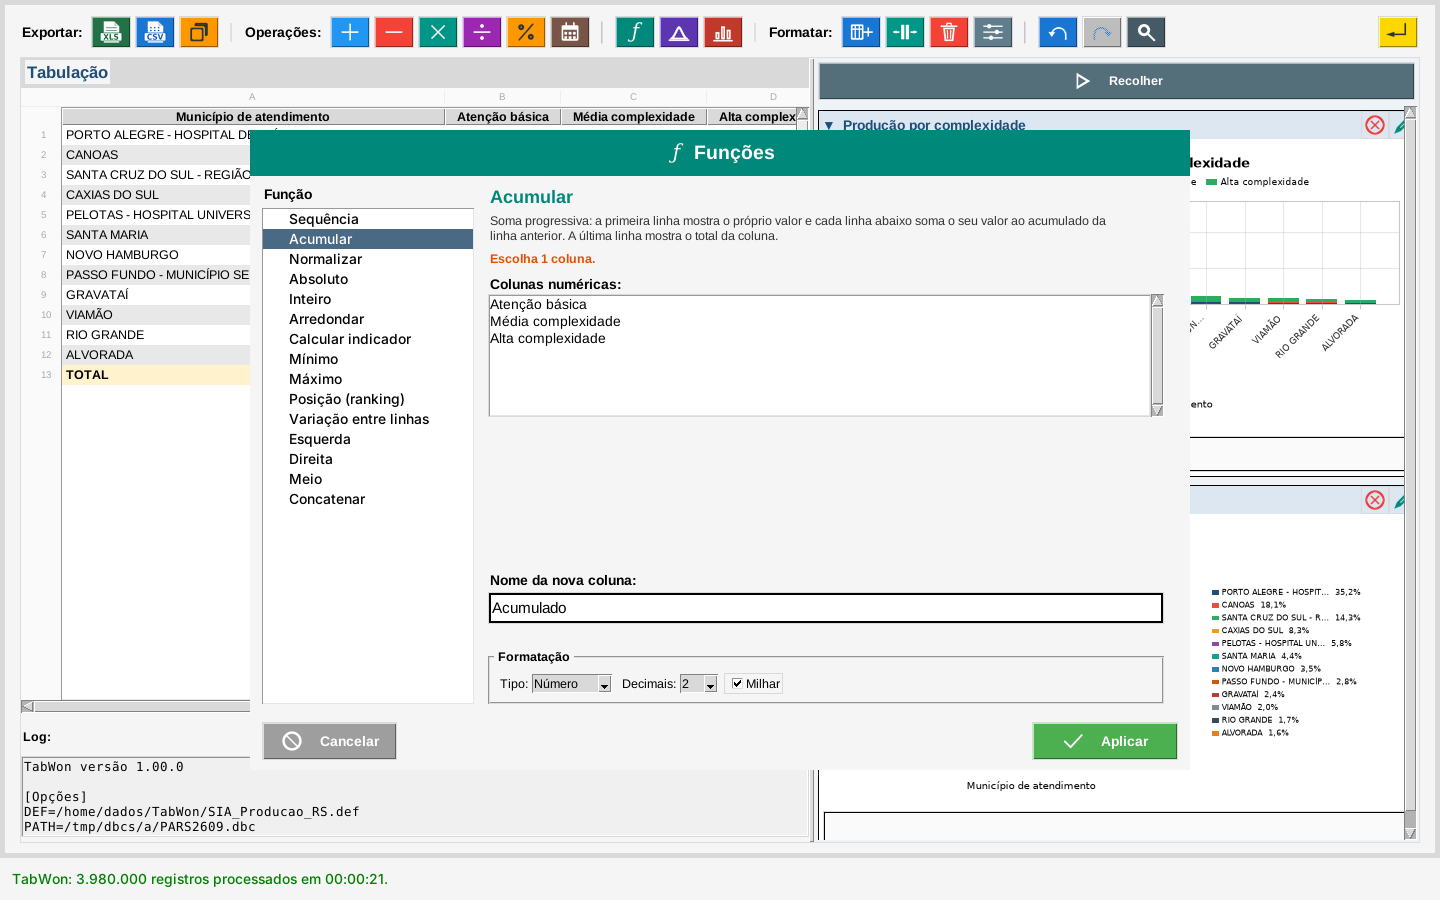 Exportar:
XLS
CSV
Operações:
Formatar:
Tabulação
Recolher
A
B
C
D
Município de atendimento
Atenção básica
Média complexidade
Alta complex
Produção por complexidade
1 PORTO ALEGRE - HOSPITAL DE
2 CANOAS
3 SANTA CRUZ DO SUL - REGIÃO
4 CAXIAS DO SUL
5 PELOTAS - HOSPITAL UNIVERS
6 SANTA MARIA
7 NOVO HAMBURGO
8 PASSO FUNDO - MUNICÍPIO SE
9 GRAVATAÍ
10 VIAMÃO
11 RIO GRANDE
12 ALVORADA
13 TOTAL
Funções
Função
Sequência
Acumular
Normalizar
Absoluto
Inteiro
Arredondar
Calcular indicador
Mínimo
Máximo
Posição (ranking)
Variação entre linhas
Esquerda
Direita
Meio
Concatenar
Acumular
Soma progressiva: a primeira linha mostra o próprio valor e cada linha abaixo soma o seu valor ao acumulado da
linha anterior. A última linha mostra o total da coluna.
Escolha 1 coluna.
Colunas numéricas:
Atenção básica
Média complexidade
Alta complexidade
Nome da nova coluna:
Acumulado
Formatação
Tipo: Número
Decimais: 2
Milhar
Cancelar
Aplicar
lexidade
e
Alta complexidade
N...
GRAVATAÍ
VIAMÃO
RIO GRANDE
ALVORADA
ento
PORTO ALEGRE - HOSPIT... 35,2%
CANOAS 18,1%
SANTA CRUZ DO SUL - R... 14,3%
CAXIAS DO SUL 8,3%
PELOTAS - HOSPITAL UN... 5,8%
SANTA MARIA 4,4%
NOVO HAMBURGO 3,5%
PASSO FUNDO - MUNICÍP... 2,8%
GRAVATAÍ 2,4%
VIAMÃO 2,0%
RIO GRANDE 1,7%
ALVORADA 1,6%
Município de atendimento
Log:
TabWon versão 1.00.0
[Opções]
DEF=/home/dados/TabWon/SIA_Producao_RS.def
PATH=/tmp/dbcs/a/PARS2609.dbc
TabWon: 3.980.000 registros processados em 00:00:21.